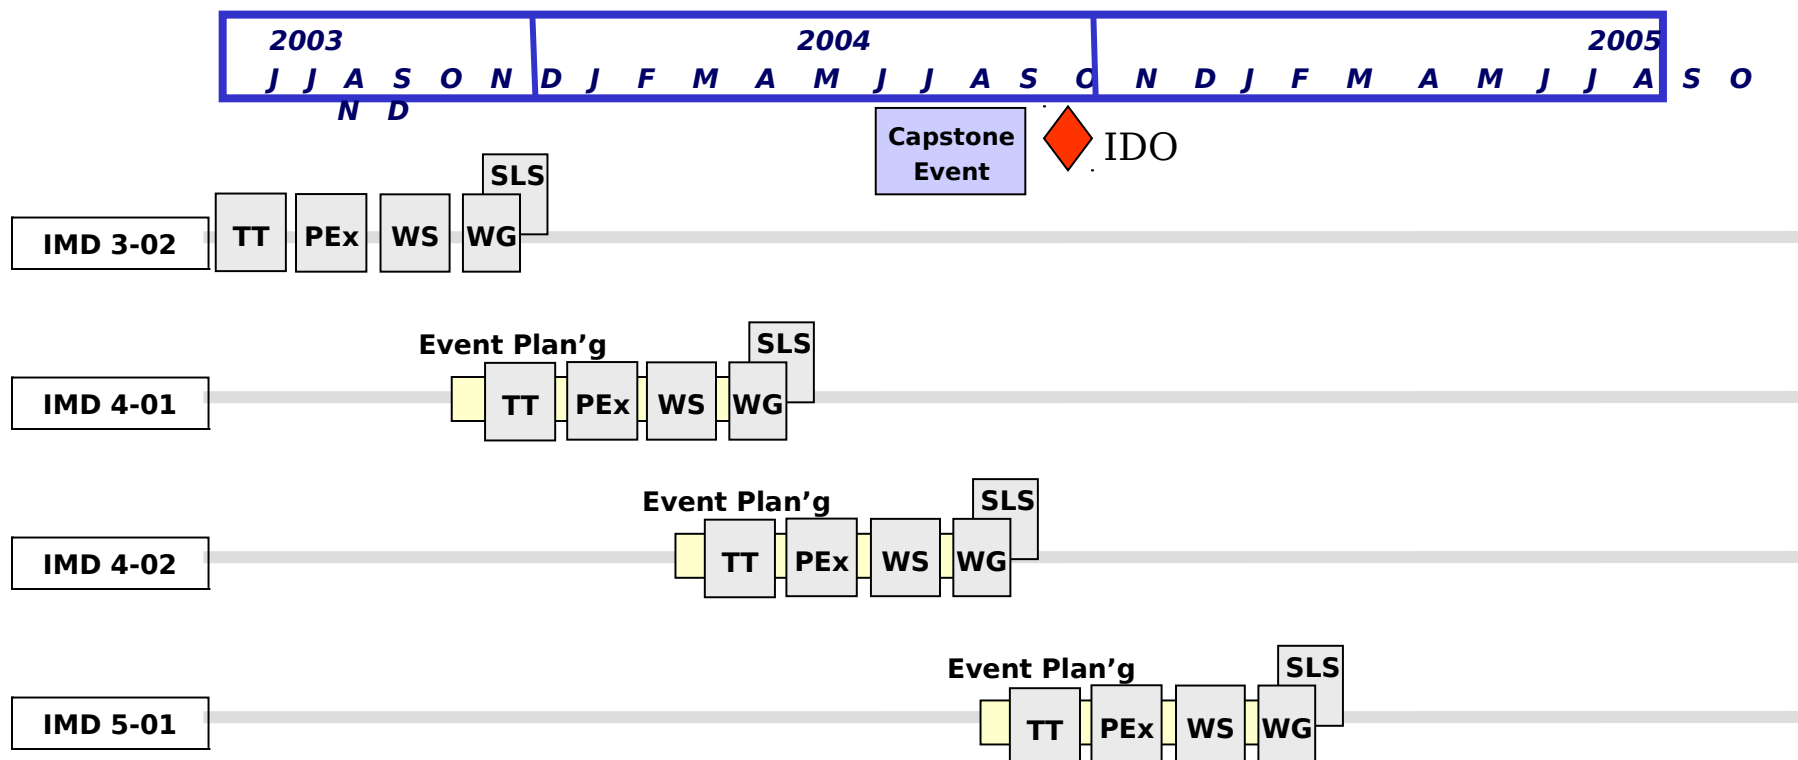 2003 2004 2005
J J A S O N D J F M A M J J A S O N D J F M A M J J A S O
N D
Capstone
Event
IDO
SLS
IMD 3-02 TT PEx WS WG
Event Plan’g SLS
IMD 4-01 TT PEx WS WG
Event Plan’g SLS
IMD 4-02 TT PEx WS WG
Event Plan’g SLS
IMD 5-01 TT PEx WS WG